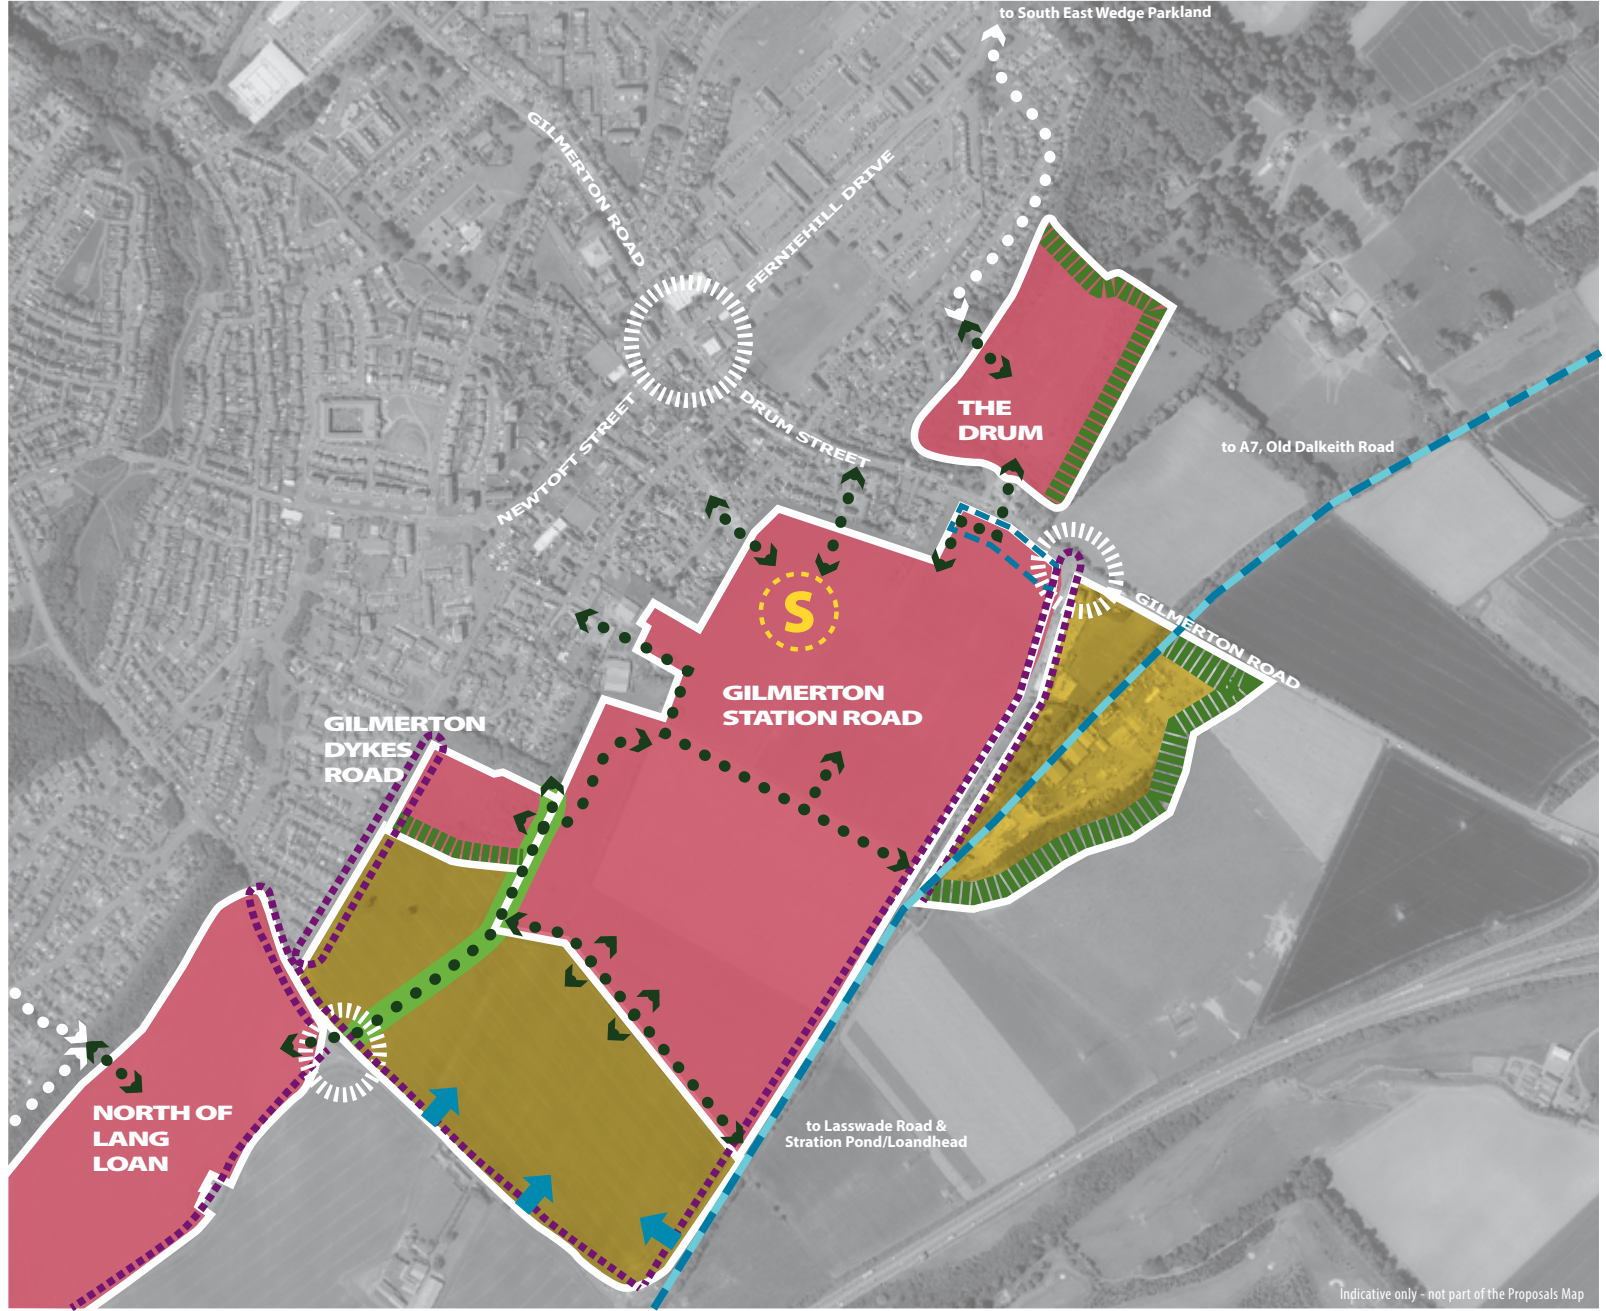 to South East Wedge Parkland
GILMERTON ROAD
FERNIEHILL DRIVE
THE
DRUM
DRUM STREET
NEWTOFT STREET
to A7, Old Dalkeith Road
S
GILMERTON ROAD
GILMERTON
STATION ROAD
GILMERTON
DYKES
ROAD
NORTH OF
LANG
LOAN
to Lasswade Road &
Stration Pond/Loandhead
Indicative only - not part of the Proposals Map